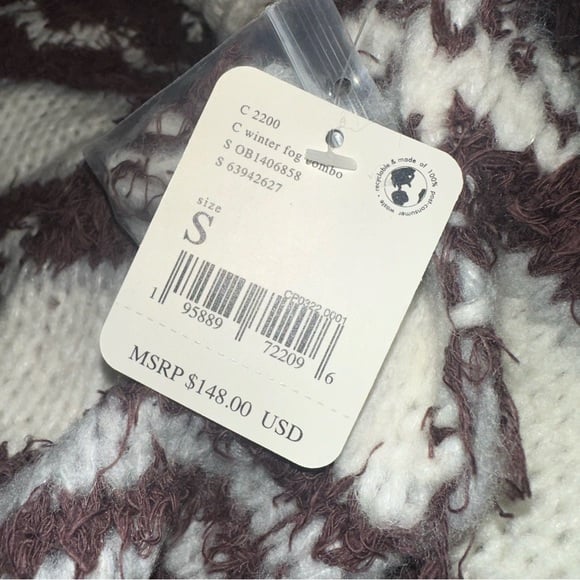 C 2200
C winter fog combo
S OB1406858
S 63942627
size
S
CP0322 0001
1 95889 72209 6
MSRP $148.00 USD
recyclable & made of 100% post-consumer waste